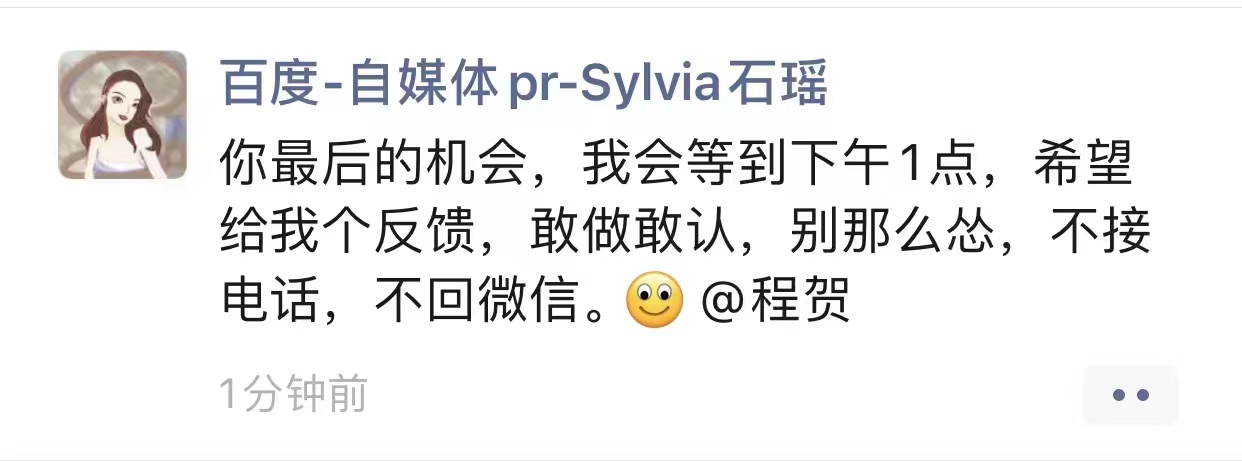 百度-自媒体pr-Sylvia石瑶
你最后的机会，我会等到下午1点，希望
给我个反馈，敢做敢认，别那么怂，不接
电话，不回微信。🙂 @程贺
1分钟前